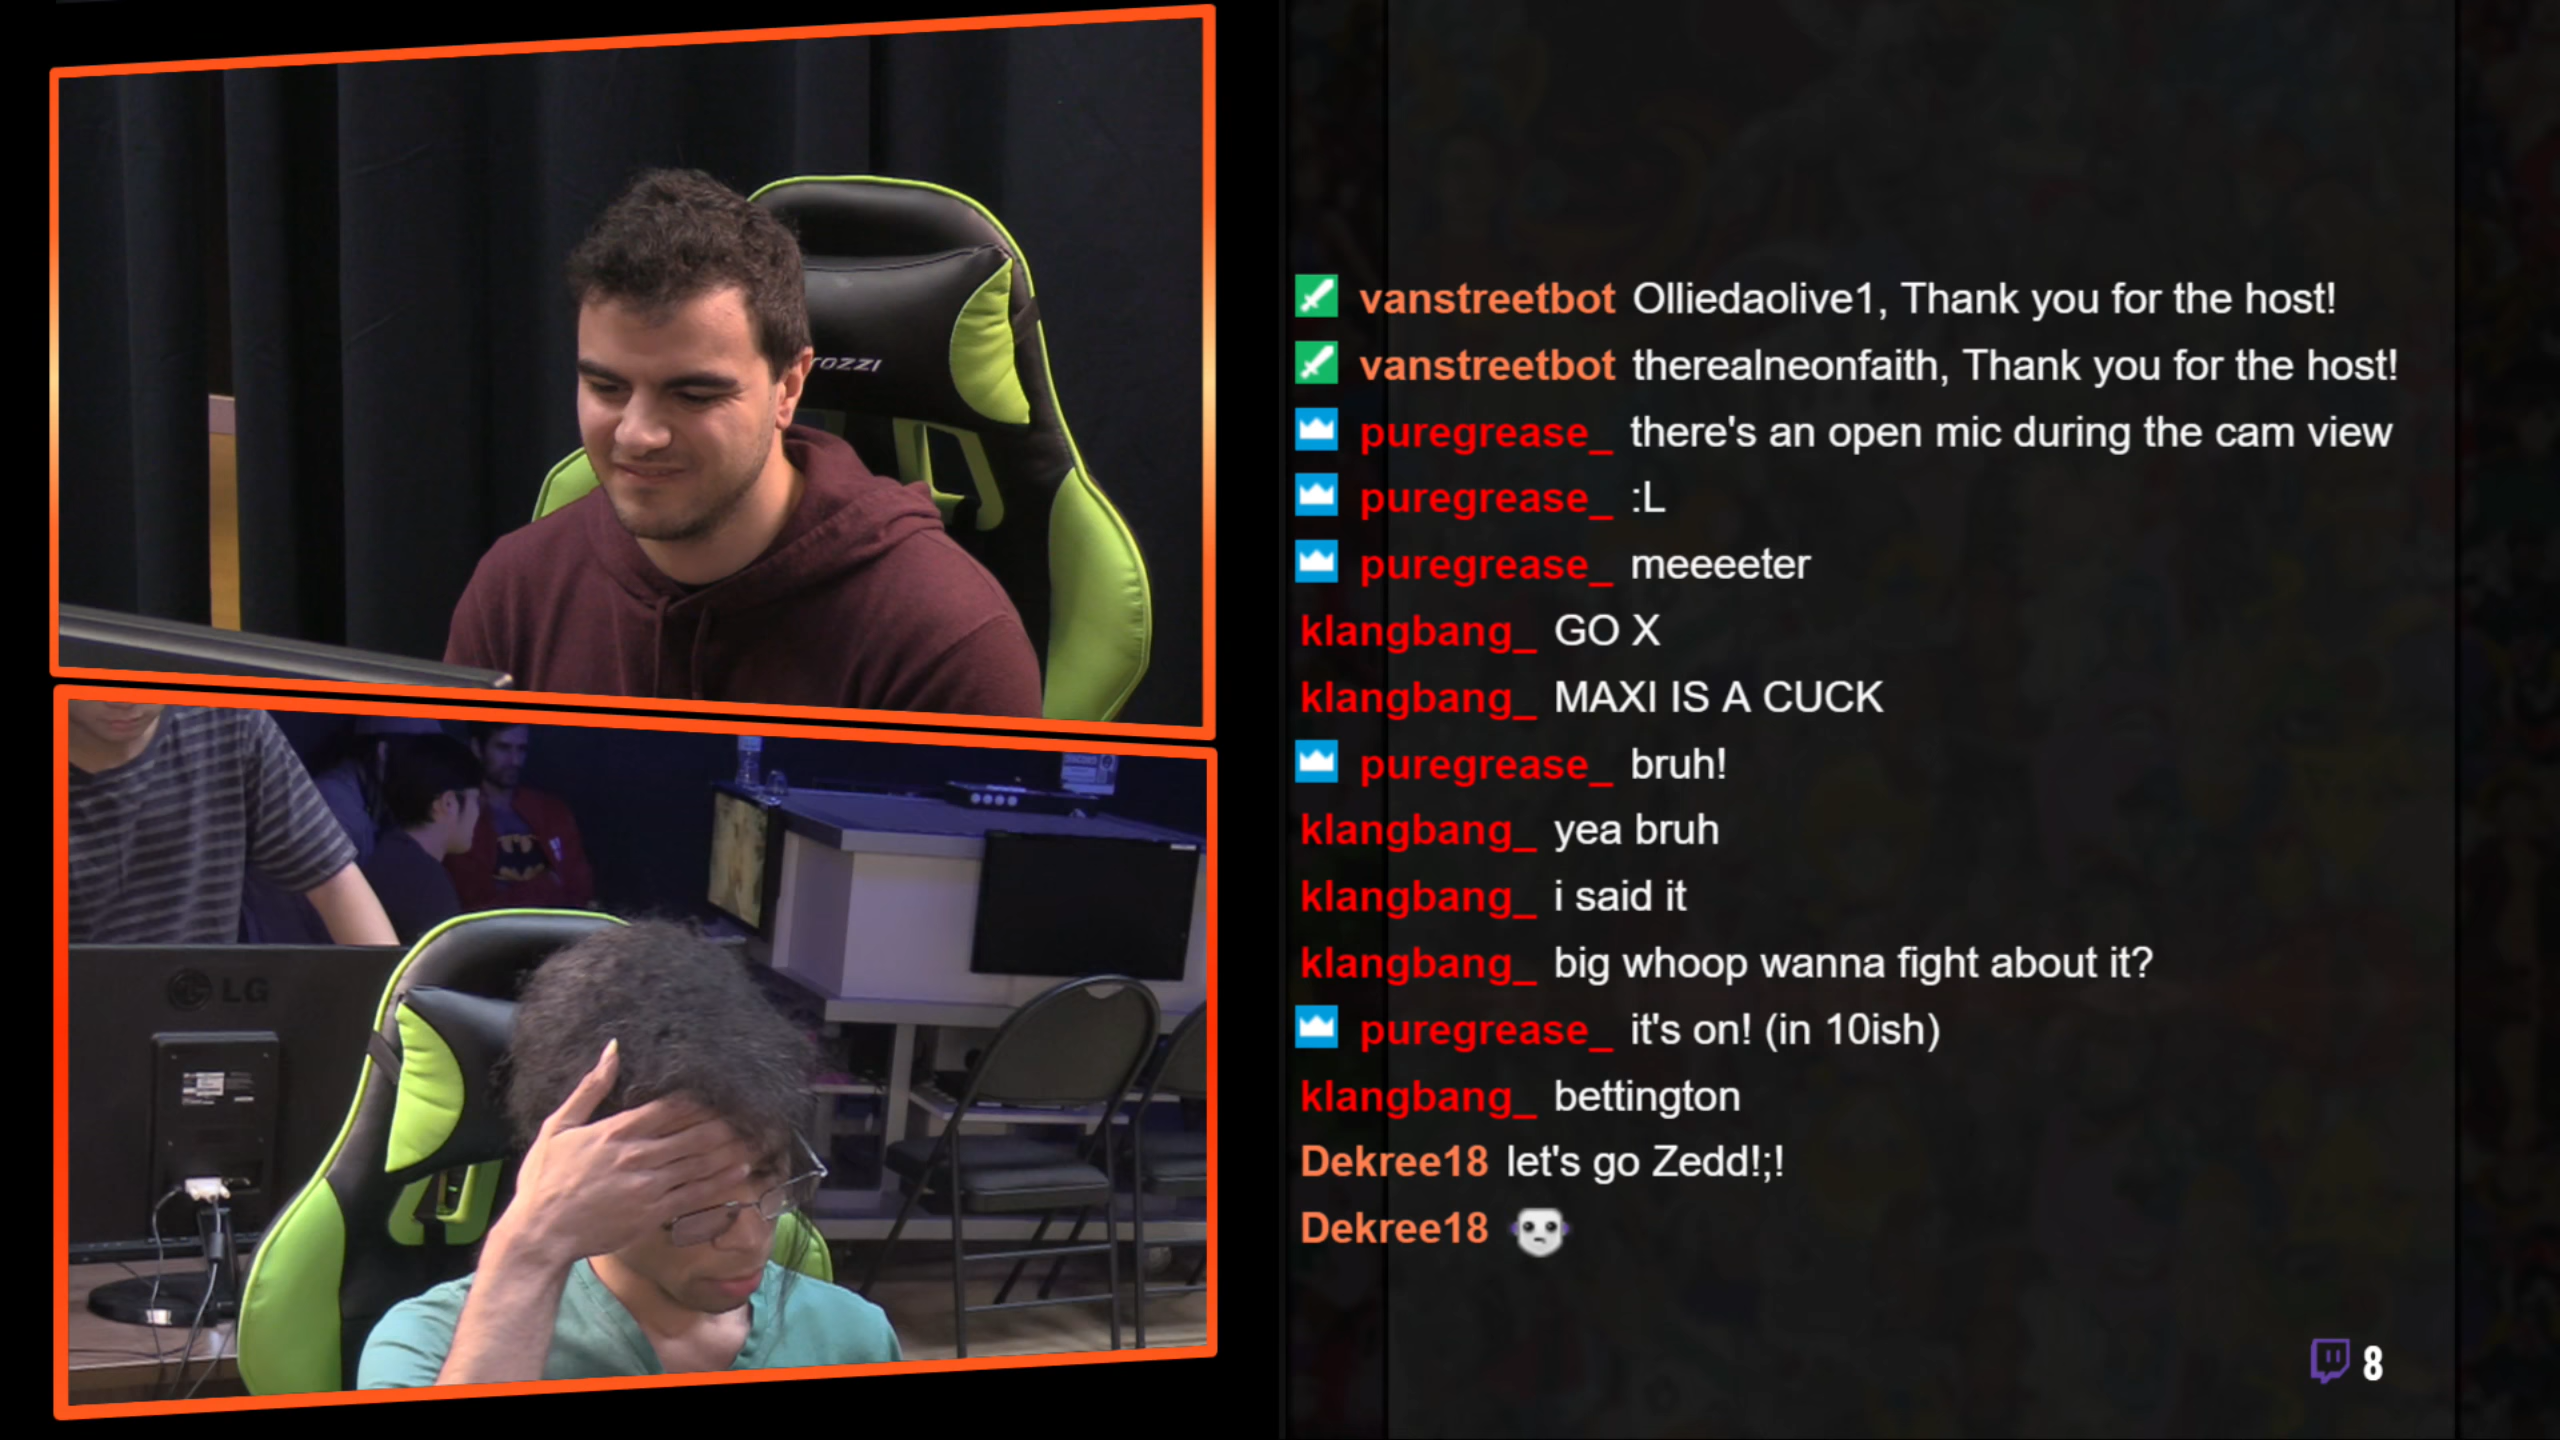 rozzi
LG
vanstreetbot Olliedaolive1, Thank you for the host!
vanstreetbot therealneonfaith, Thank you for the host!
puregrease_ there's an open mic during the cam view
puregrease_ :L
puregrease_ meeeeter
klangbang_ GO X
klangbang_ MAXI IS A CUCK
puregrease_ bruh!
klangbang_ yea bruh
klangbang_ i said it
klangbang_ big whoop wanna fight about it?
puregrease_ it's on! (in 10ish)
klangbang_ bettington
Dekree18 let's go Zedd!;!
Dekree18
8